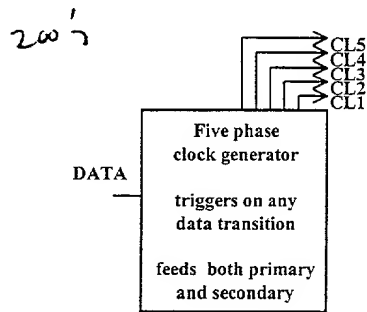 200's
CL5
CL4
CL3
CL2
CL1
Five phase
clock generator
DATA
triggers on any
data transition
feeds both primary
and secondary